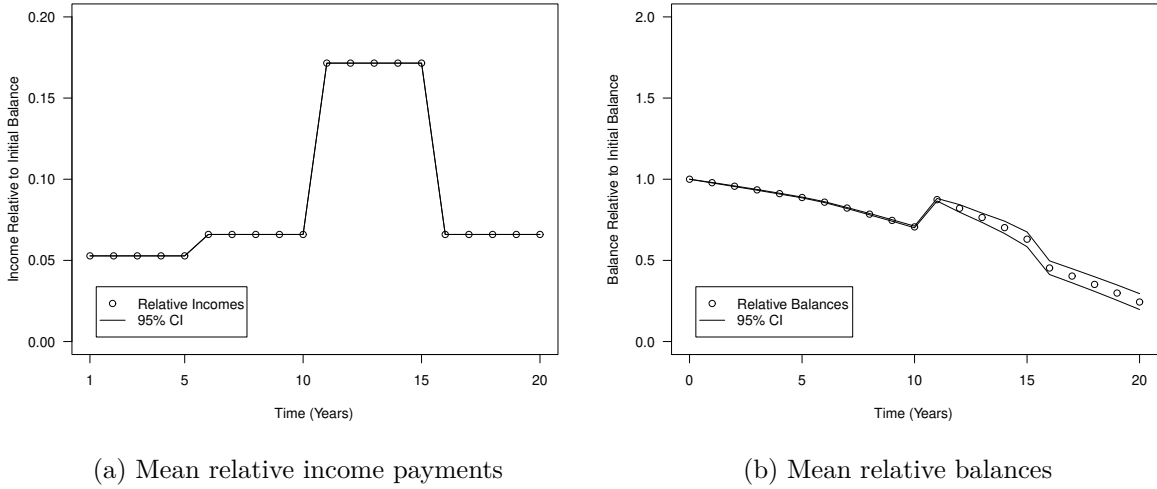 0.20
0.15
0.10
0.05
0.00
Income Relative to Initial Balance
Relative Incomes
95% CI
1
5
10
15
20
Time (Years)
(a) Mean relative income payments
2.0
1.5
1.0
0.5
0.0
Balance Relative to Initial Balance
Relative Balances
95% CI
0
5
10
15
20
Time (Years)
(b) Mean relative balances